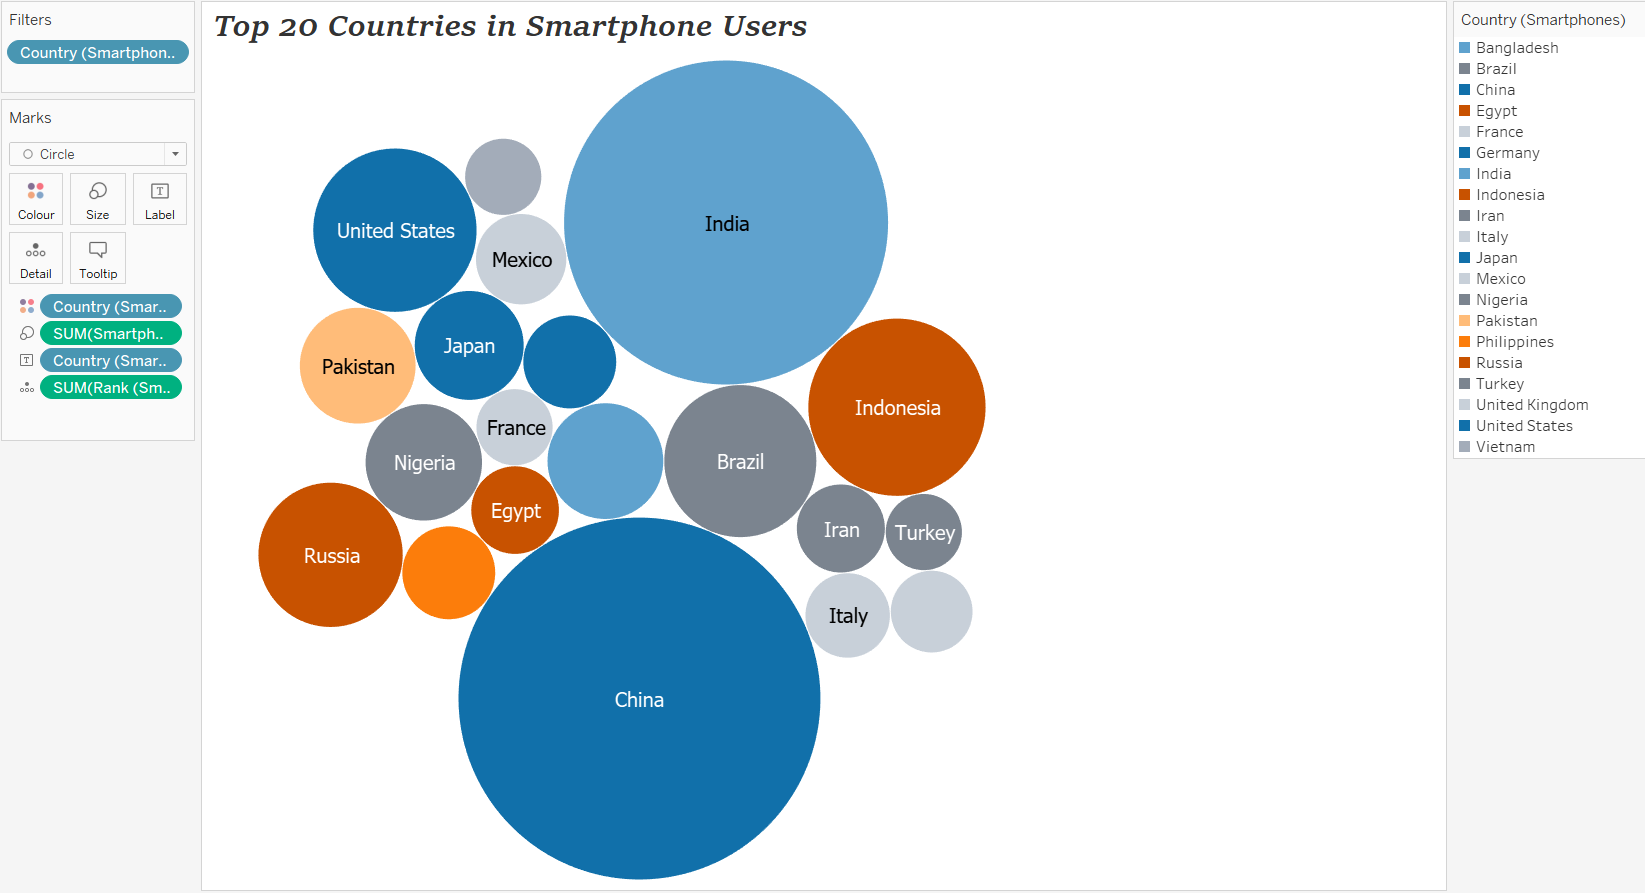 Filters
Country (Smartphon..
Marks
Circle
Colour
Size
Label
Detail
Tooltip
Country (Smar..
SUM(Smartph..
Country (Smar..
SUM(Rank (Sm..
Top 20 Countries in Smartphone Users
India
United States
Mexico
Japan
Pakistan
Indonesia
France
Nigeria
Brazil
Egypt
Iran
Turkey
Russia
Italy
China
Country (Smartphones)
Bangladesh
Brazil
China
Egypt
France
Germany
India
Indonesia
Iran
Italy
Japan
Mexico
Nigeria
Pakistan
Philippines
Russia
Turkey
United Kingdom
United States
Vietnam